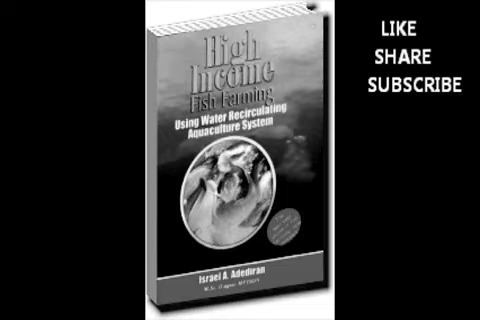 High
Income
Fish Farming
Using Water Recirculating
Aquaculture System
Israel A. Adediran
LIKE
SHARE
SUBSCRIBE